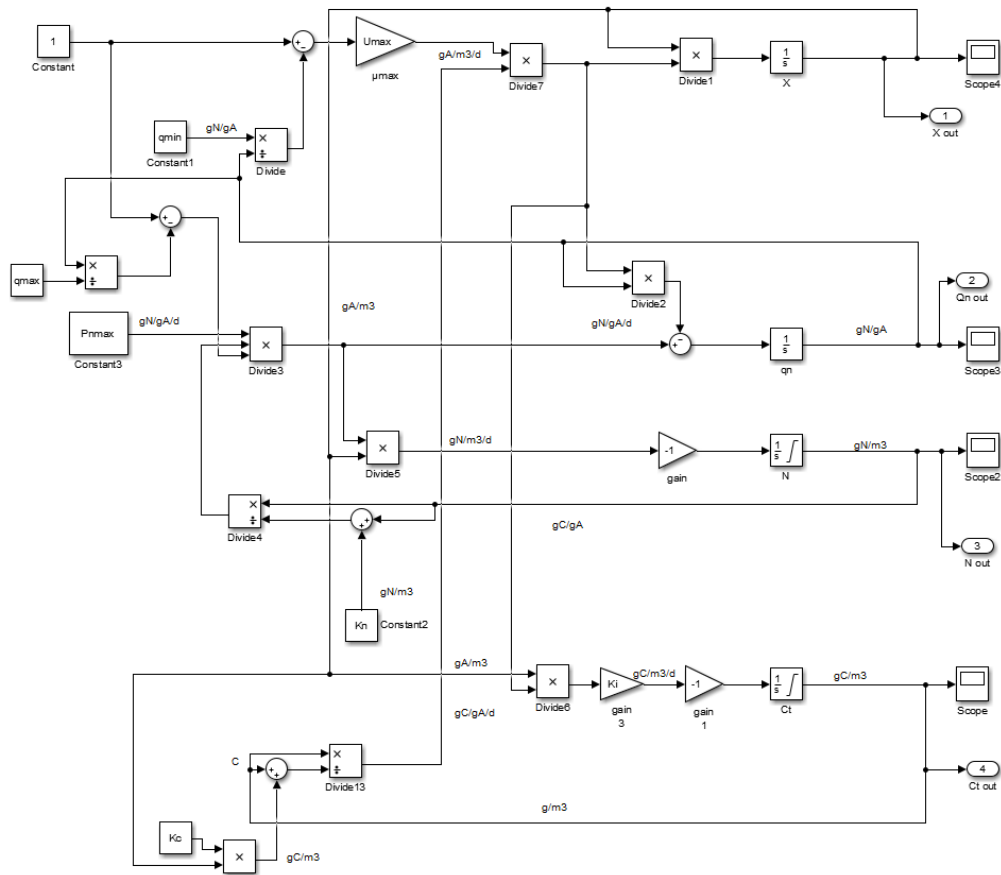 1
Constant
+
−
Umax
µmax
gA/m3/d
×
Divide7
×
Divide1
1
s
X
Scope4
1
X out
qmin
Constant1
gN/gA
×
÷
Divide
+
−
qmax
×
÷
×
Divide2
2
Qn out
gA/m3
Pnmax
Constant3
gN/gA/d
×
Divide3
gN/gA/d
+
−
1
s
qn
gN/gA
Scope3
×
Divide5
gN/m3/d
-1
gain
1
s
N
gN/m3
Scope2
×
÷
Divide4
+
+
gC/gA
3
N out
gN/m3
Kn
Constant2
gA/m3
×
Divide6
Ki
gain
3
gC/m3/d
-1
gain
1
1
s
Ct
gC/m3
Scope
gC/gA/d
C
+
+
×
÷
Divide13
4
Ct out
g/m3
Kc
×
gC/m3